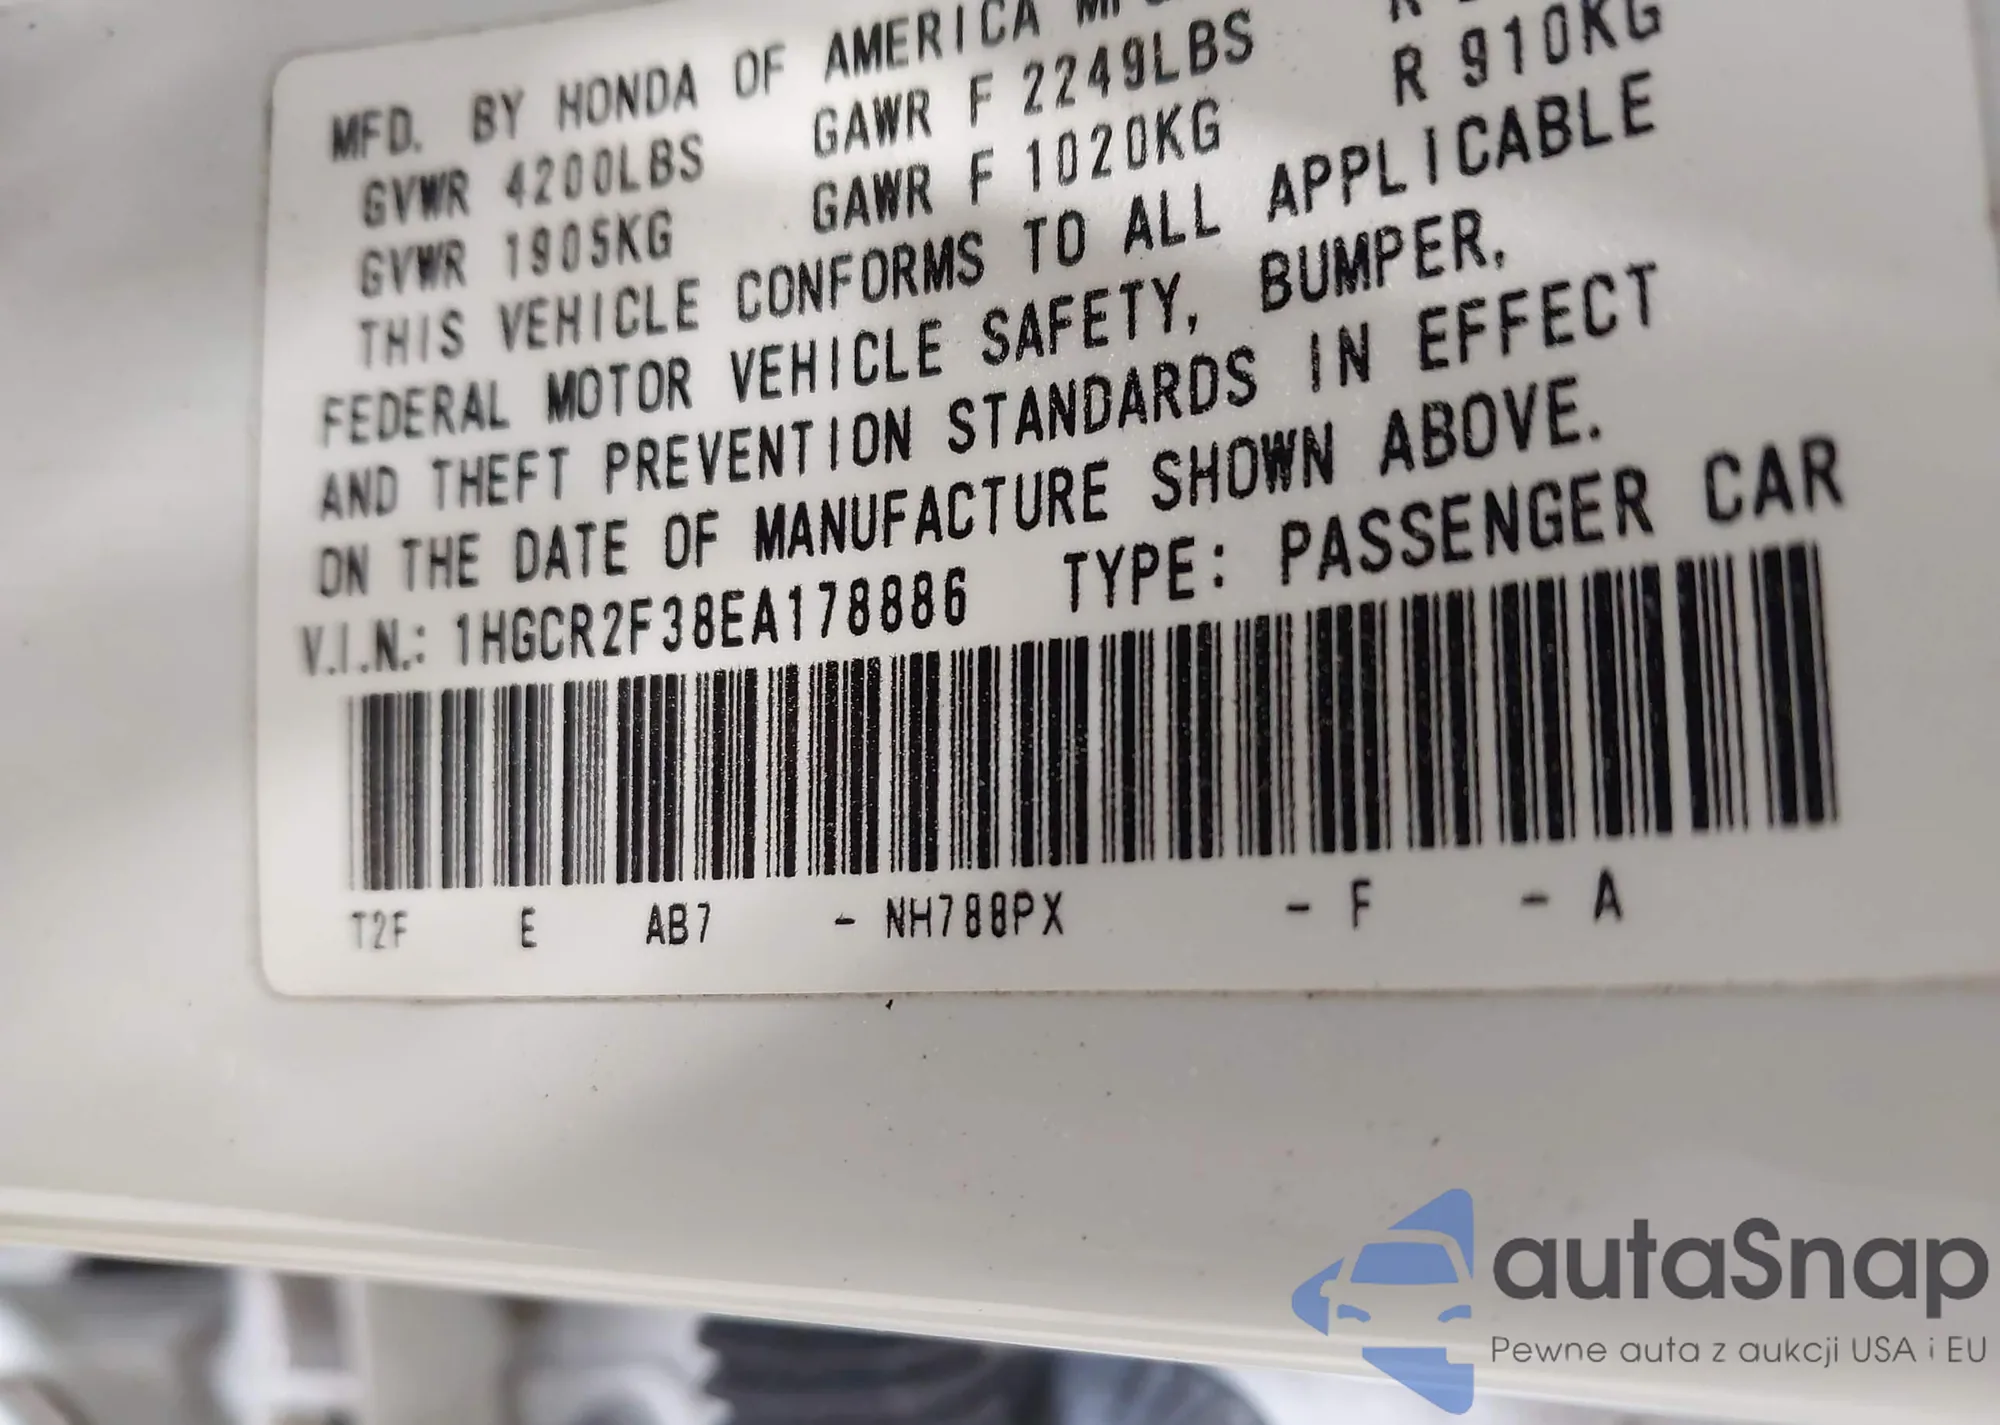 MFD. BY HONDA OF AMERICA
GVWR 4200LBS GAWR F 2249LBS R
GVWR 1905KG GAWR F 1020KG R 910KG
THIS VEHICLE CONFORMS TO ALL APPLICABLE
FEDERAL MOTOR VEHICLE SAFETY, BUMPER,
AND THEFT PREVENTION STANDARDS IN EFFECT
ON THE DATE OF MANUFACTURE SHOWN ABOVE.
V.I.N.: 1HGCR2F38EA178886 TYPE: PASSENGER CAR
T2F E AB7 - NH788PX - F - A
autaSnap
Pewne auta z aukcji USA i EU